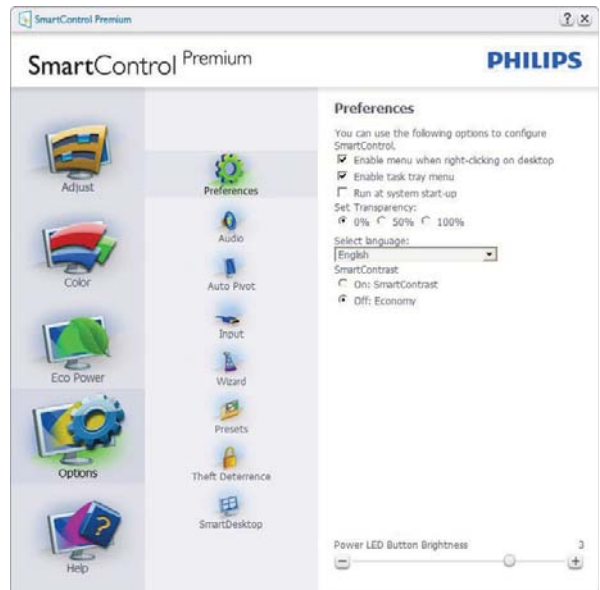 SmartControl Premium
? x
SmartControl Premium
PHILIPS
Adjust
Color
Eco Power
Options
Help
Preferences
Audio
Auto Pivot
Input
Wizard
Presets
Theft Deterrence
SmartDesktop
Preferences
You can use the following options to configure
SmartControl.
Enable menu when right-clicking on desktop
Enable task tray menu
Run at system start-up
Set Transparency:
0% 50% 100%
Select language:
English
SmartContrast
On: SmartContrast
Off: Economy
Power LED Button Brightness 3
- +